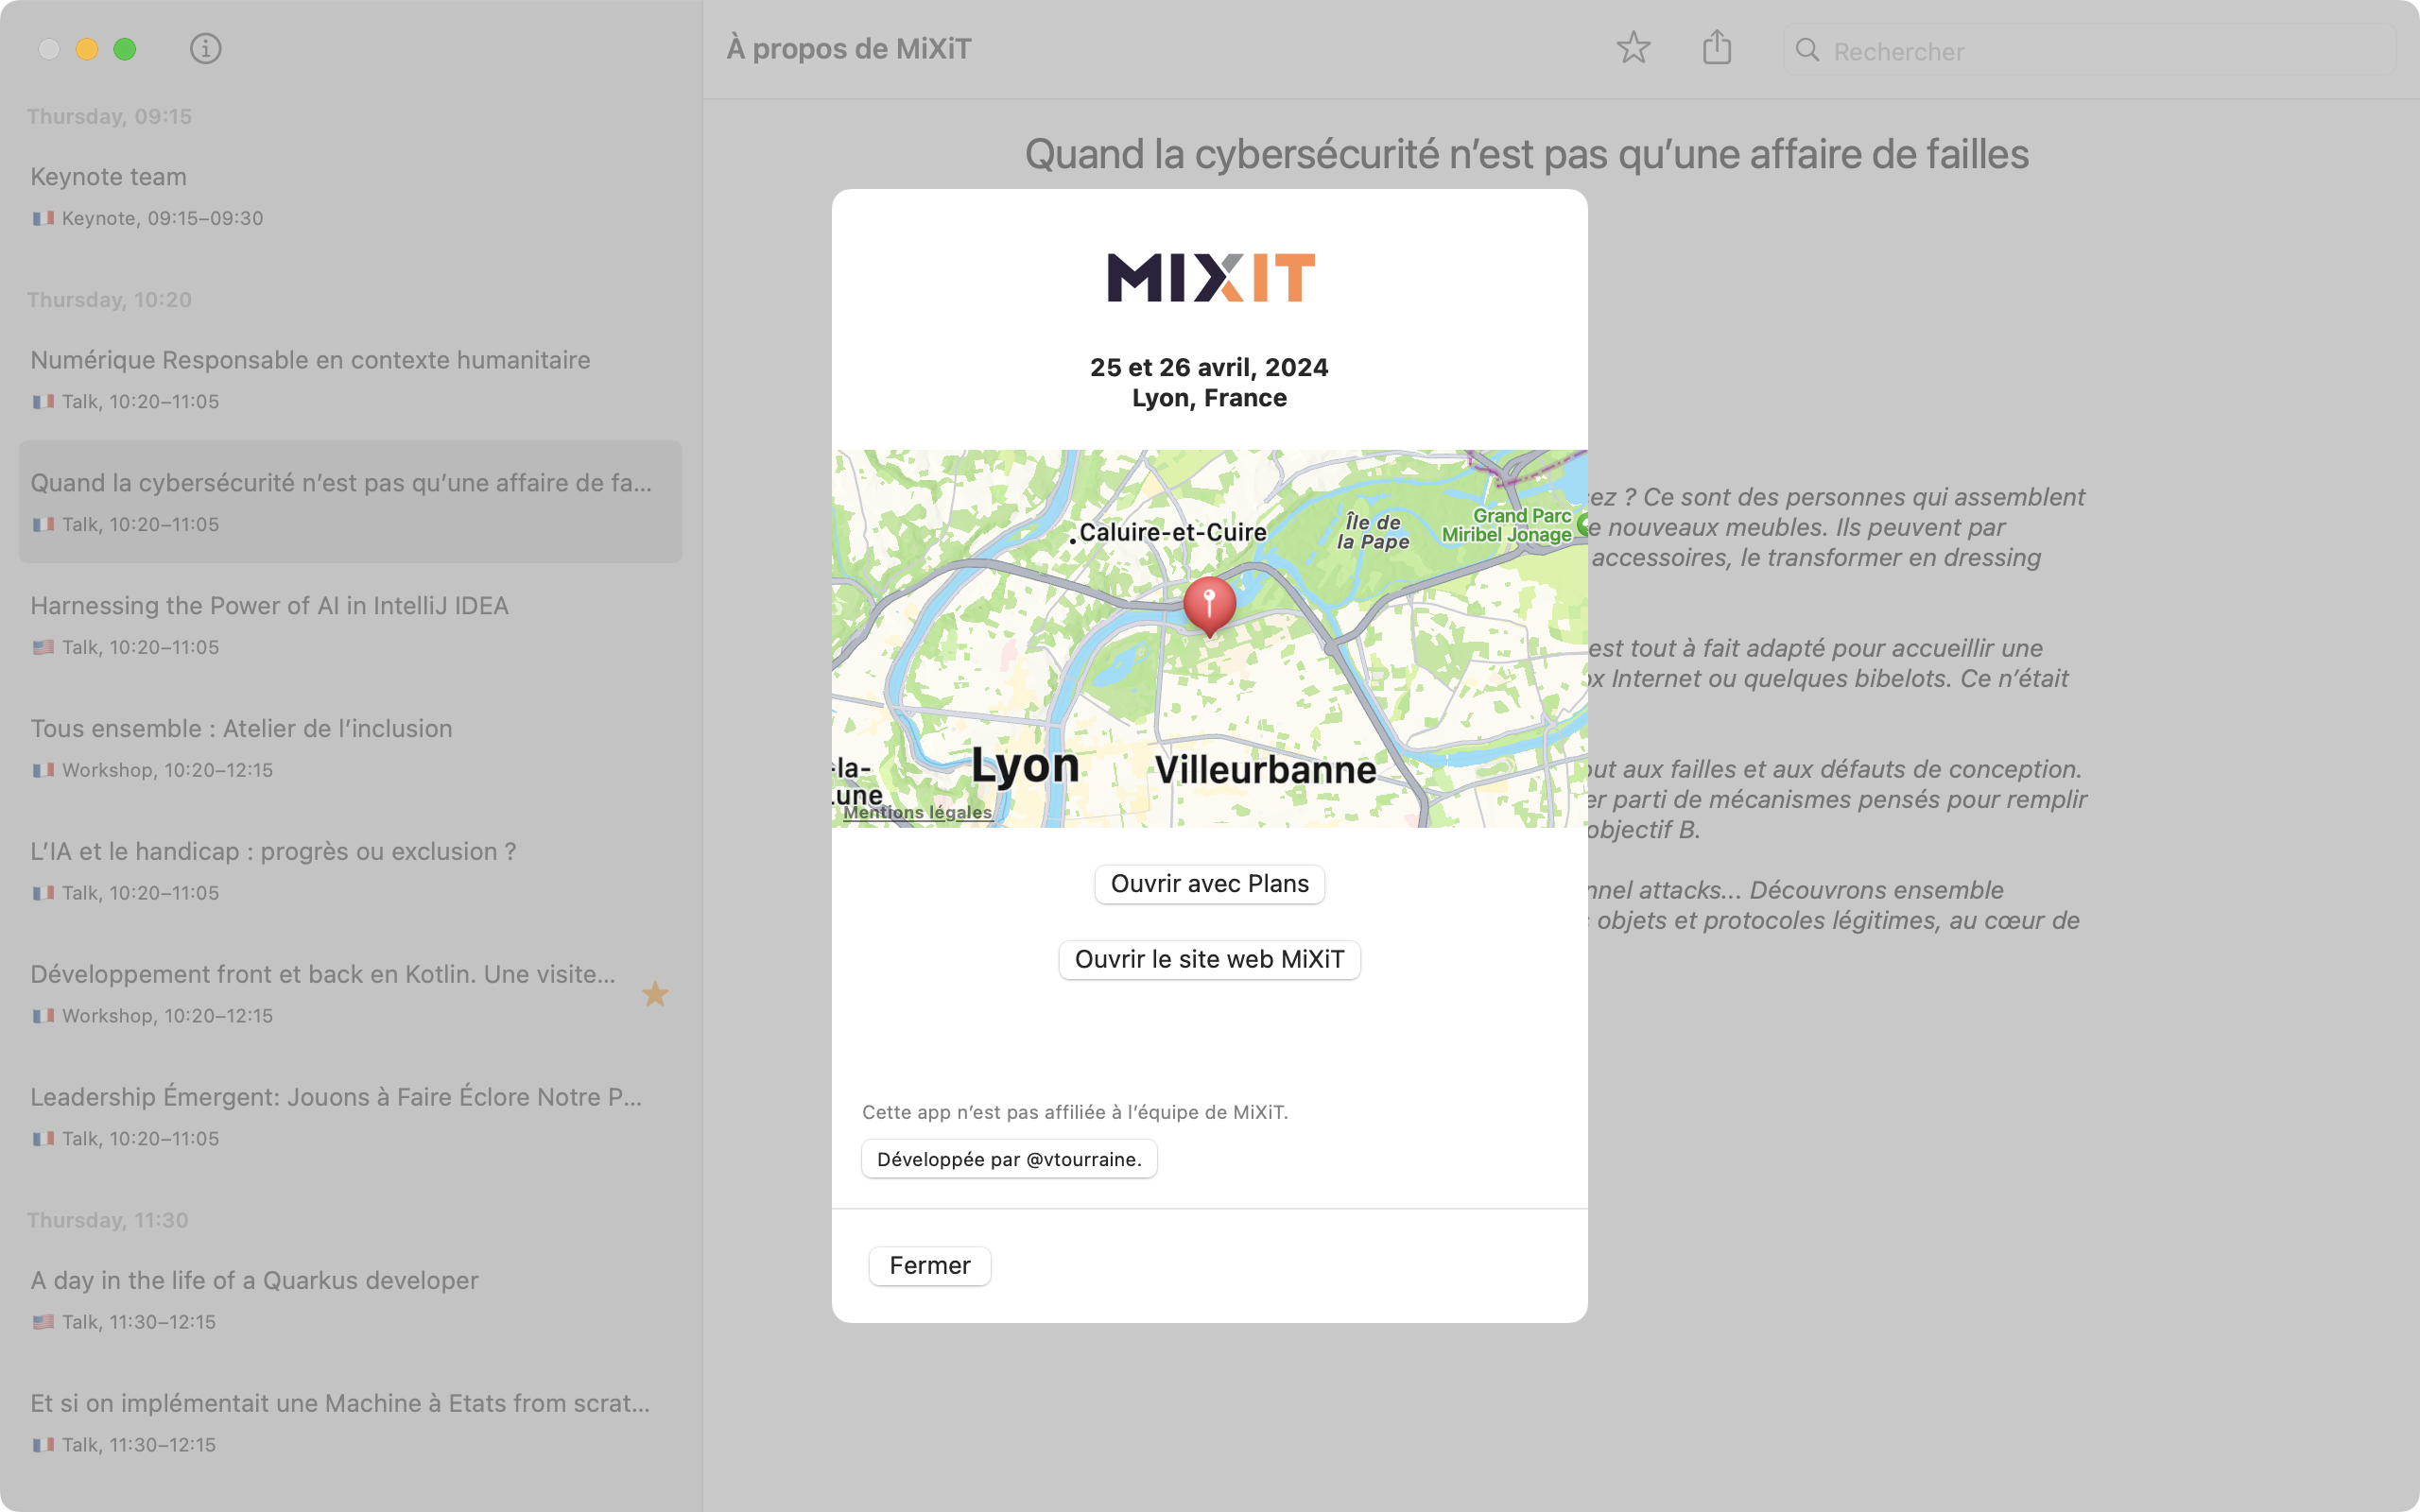 À propos de MiXiT
Rechercher
Thursday, 09:15
Keynote team
Keynote, 09:15–09:30
Thursday, 10:20
Numérique Responsable en contexte humanitaire
Talk, 10:20–11:05
Quand la cybersécurité n’est pas qu’une affaire de fa...
Talk, 10:20–11:05
Harnessing the Power of AI in IntelliJ IDEA
Talk, 10:20–11:05
Tous ensemble : Atelier de l’inclusion
Workshop, 10:20–12:15
L’IA et le handicap : progrès ou exclusion ?
Talk, 10:20–11:05
Développement front et back en Kotlin. Une visite...
Workshop, 10:20–12:15
Leadership Émergent: Jouons à Faire Éclore Notre P...
Talk, 10:20–11:05
Thursday, 11:30
A day in the life of a Quarkus developer
Talk, 11:30–12:15
Et si on implémentait une Machine à Etats from scrat...
Talk, 11:30–12:15
Quand la cybersécurité n’est pas qu’une affaire de failles
MIXIT
25 et 26 avril, 2024
Lyon, France
Caluire-et-Cuire
Île de
la Pape
Grand Parc
Miribel Jonage
Lyon
Villeurbanne
-la-
Lune
Mentions légales
Ouvrir avec Plans
Ouvrir le site web MiXiT
Cette app n’est pas affiliée à l’équipe de MiXiT.
Développée par @vtourraine.
Fermer
? Ce sont des personnes qui assemblent
nouveaux meubles. Ils peuvent par
accessoires, le transformer en dressing
est tout à fait adapté pour accueillir une
Internet ou quelques bibelots. Ce n’était
aux failles et aux défauts de conception.
parti de mécanismes pensés pour remplir
objectif B.
attacks... Découvrons ensemble
objets et protocoles légitimes, au cœur de